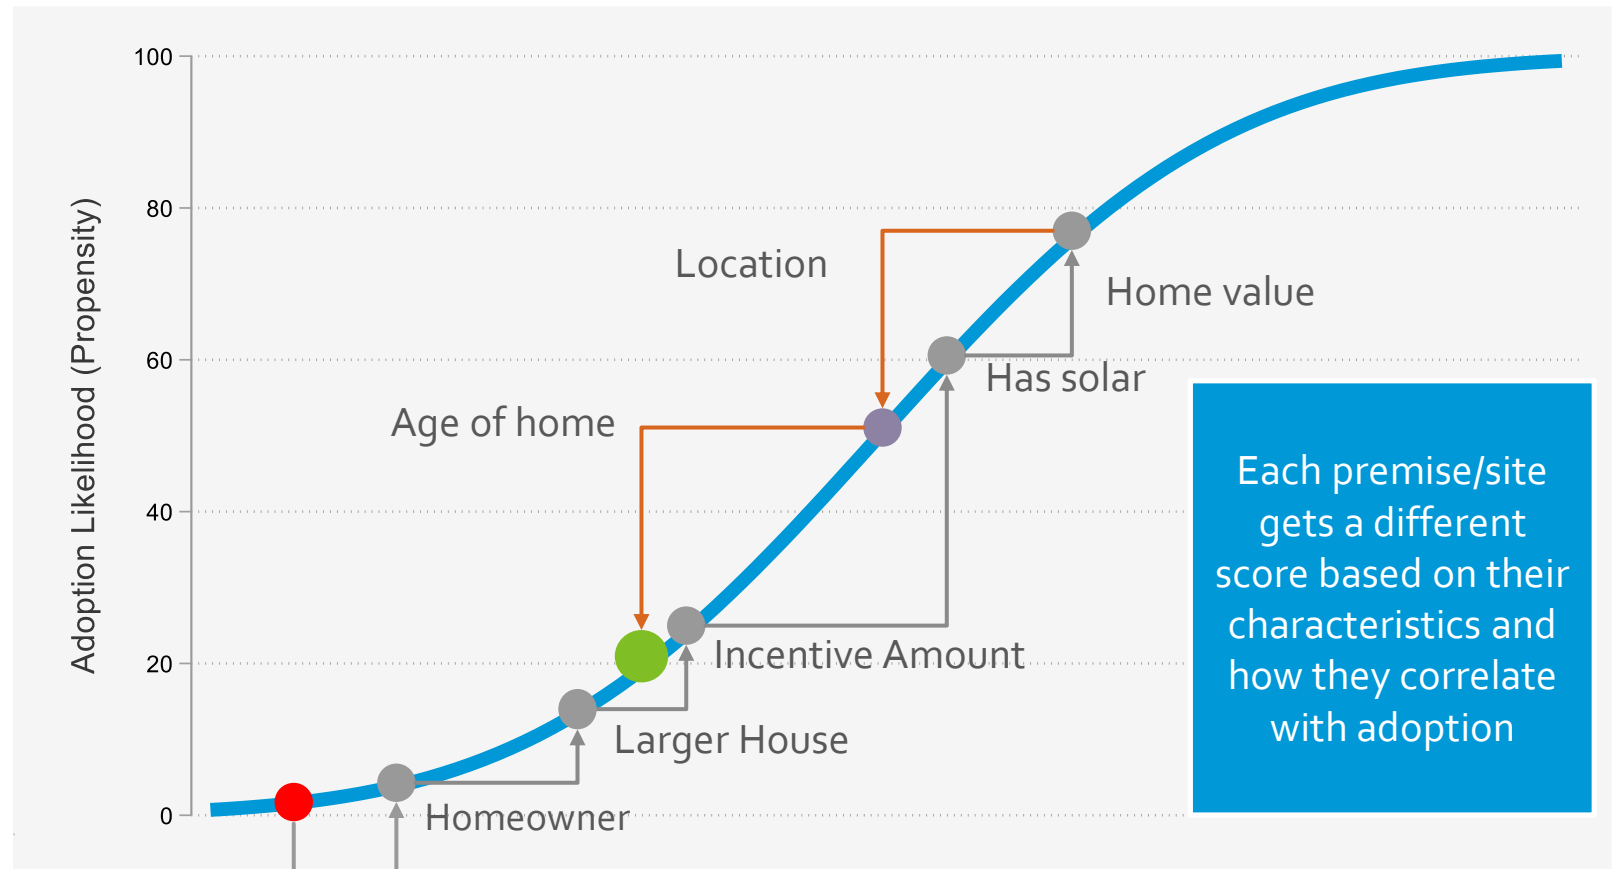 100
80
60
40
20
0
Adoption Likelihood (Propensity)
Location
Home value
Has solar
Age of home
Incentive Amount
Larger House
Homeowner
Each premise/site
gets a different
score based on their
characteristics and
how they correlate
with adoption